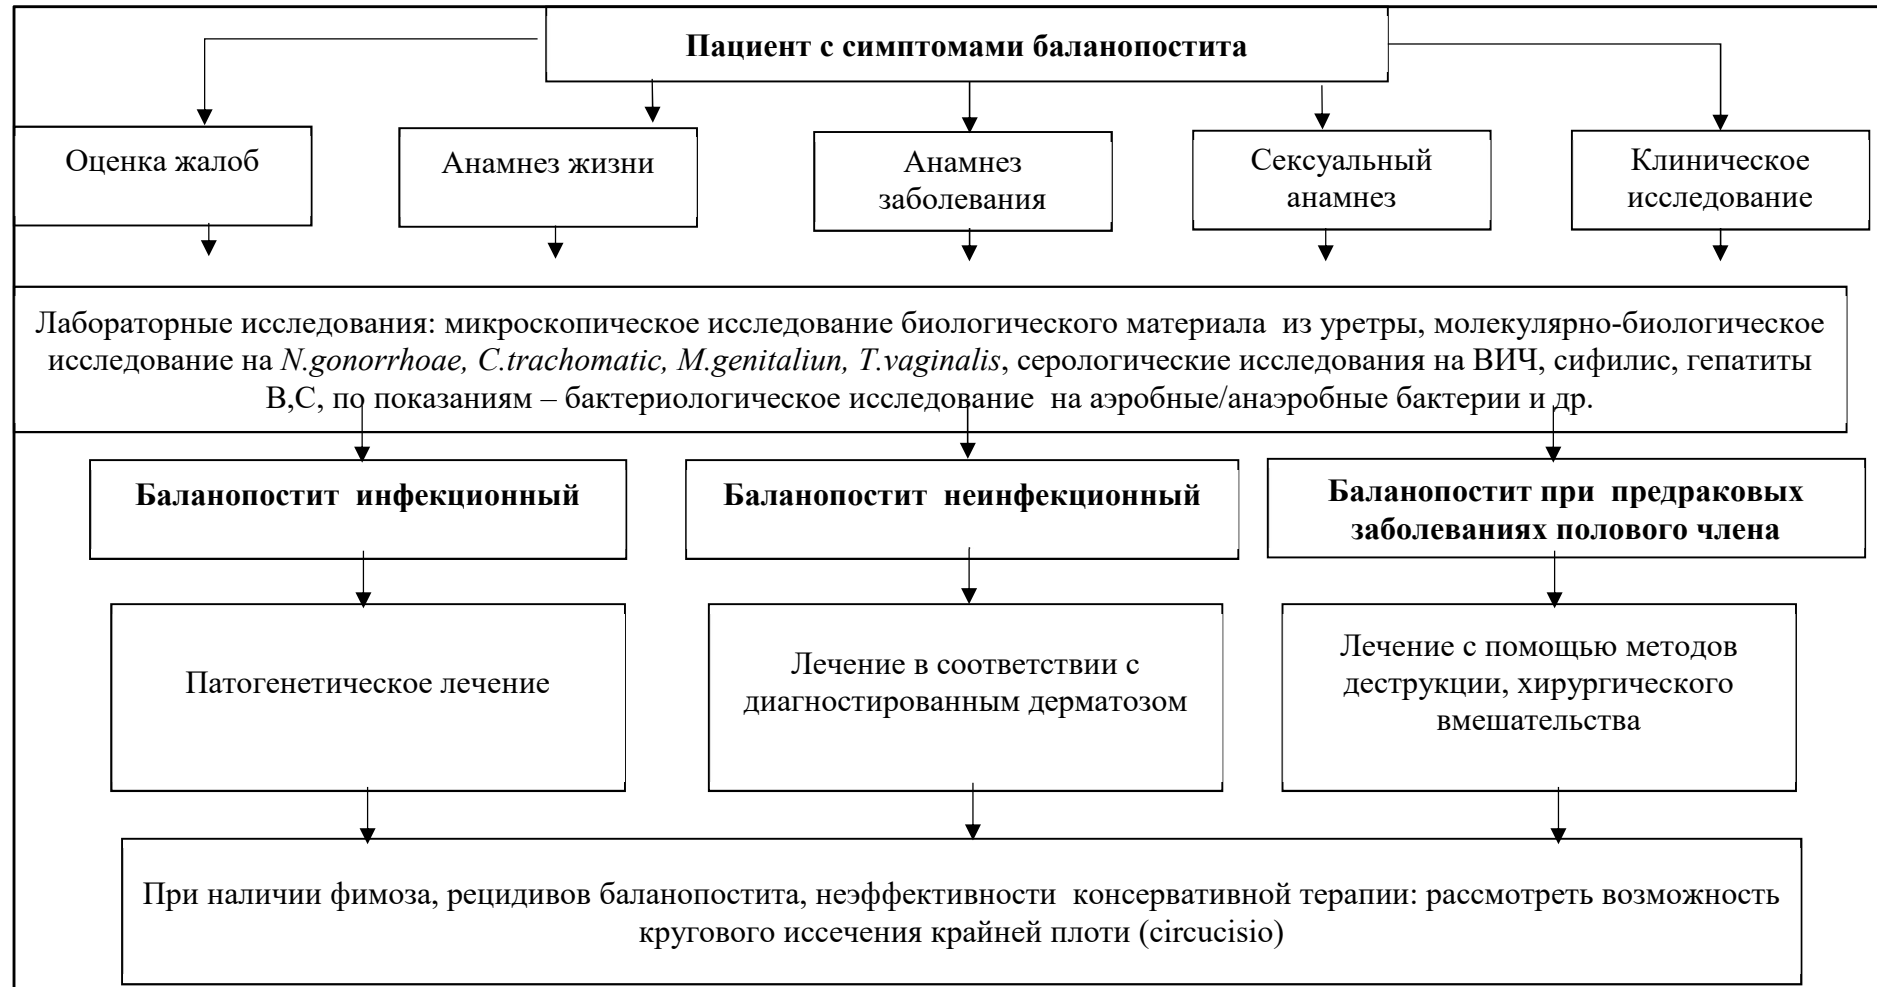 Пациент с симптомами баланопостита
Оценка жалоб
Анамнез жизни
Анамнез
заболевания
Сексуальный
анамнез
Клиническое
исследование
Лабораторные исследования: микроскопическое исследование биологического материала из уретры, молекулярно-биологическое
исследование на N.gonorrhoae, C.trachomatic, M.genitaliun, T.vaginalis, серологические исследования на ВИЧ, сифилис, гепатиты
В,С, по показаниям – бактериологическое исследование на аэробные/анаэробные бактерии и др.
Баланопостит инфекционный
Баланопостит неинфекционный
Баланопостит при предраковых
заболеваниях полового члена
Патогенетическое лечение
Лечение в соответствии с
диагностированным дерматозом
Лечение с помощью методов
деструкции, хирургического
вмешательства
При наличии фимоза, рецидивов баланопостита, неэффективности консервативной терапии: рассмотреть возможность
кругового иссечения крайней плоти (circucisio)